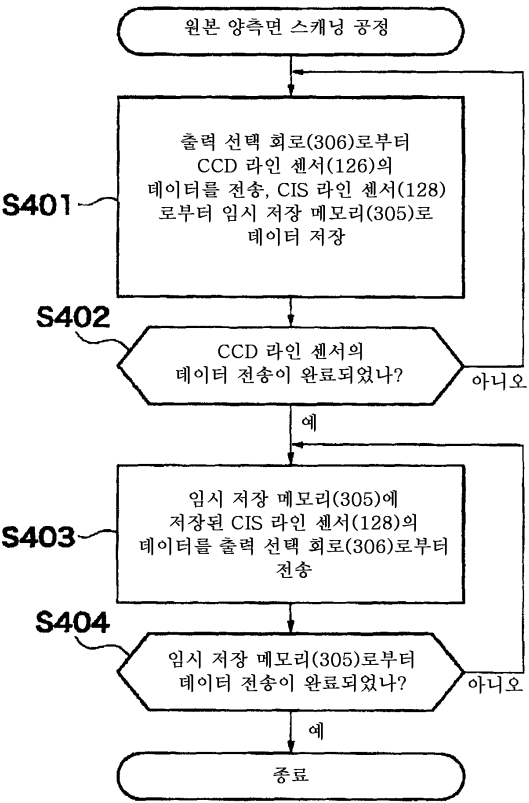 원본 양측면 스캐닝 공정
출력 선택 회로(306)로부터
CCD 라인 센서(126)의
데이터를 전송, CIS 라인 센서(128)
로부터 임시 저장 메모리(305)로
데이터 저장
S401
S402
CCD 라인 센서의
데이터 전송이 완료되었나?
아니오
예
임시 저장 메모리(305)에
저장된 CIS 라인 센서(128)의
데이터를 출력 선택 회로(306)로부터
전송
S403
S404
임시 저장 메모리(305)로부터
데이터 전송이 완료되었나?
아니오
예
종료